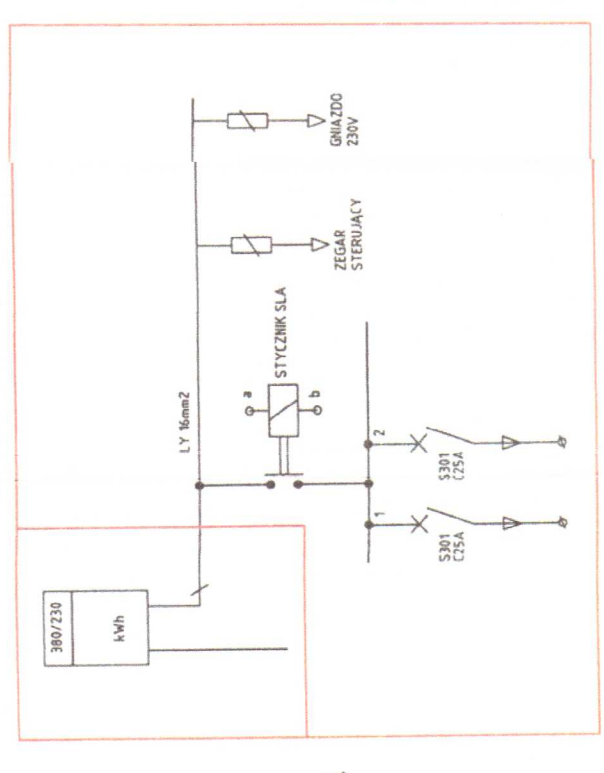 380/230
kWh
LY 16mm2
a
b
STYCZNIK SLA
ZEGAR
STERUJĄCY
GNIAZDO
230V
1
S301
C25A
2
S301
C25A